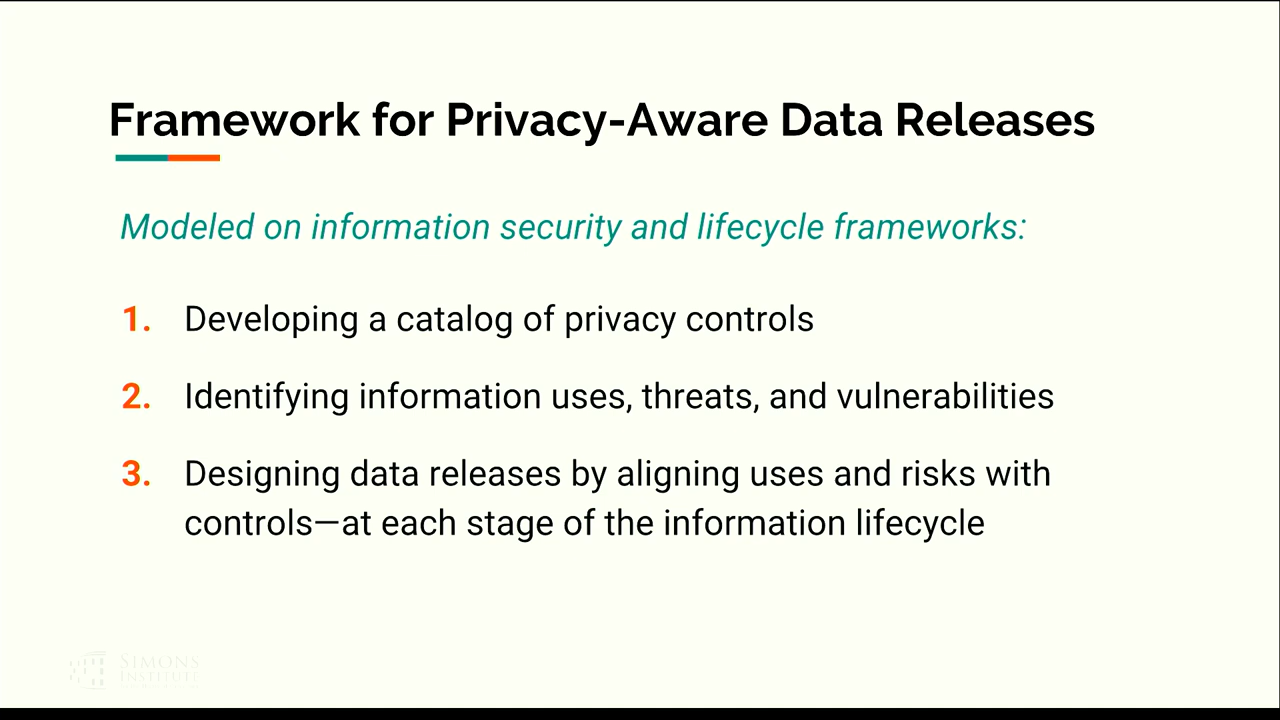 Framework for Privacy-Aware Data Releases
Modeled on information security and lifecycle frameworks:
1. Developing a catalog of privacy controls
2. Identifying information uses, threats, and vulnerabilities
3. Designing data releases by aligning uses and risks with
controls—at each stage of the information lifecycle
SIMONS
INSTITUTE